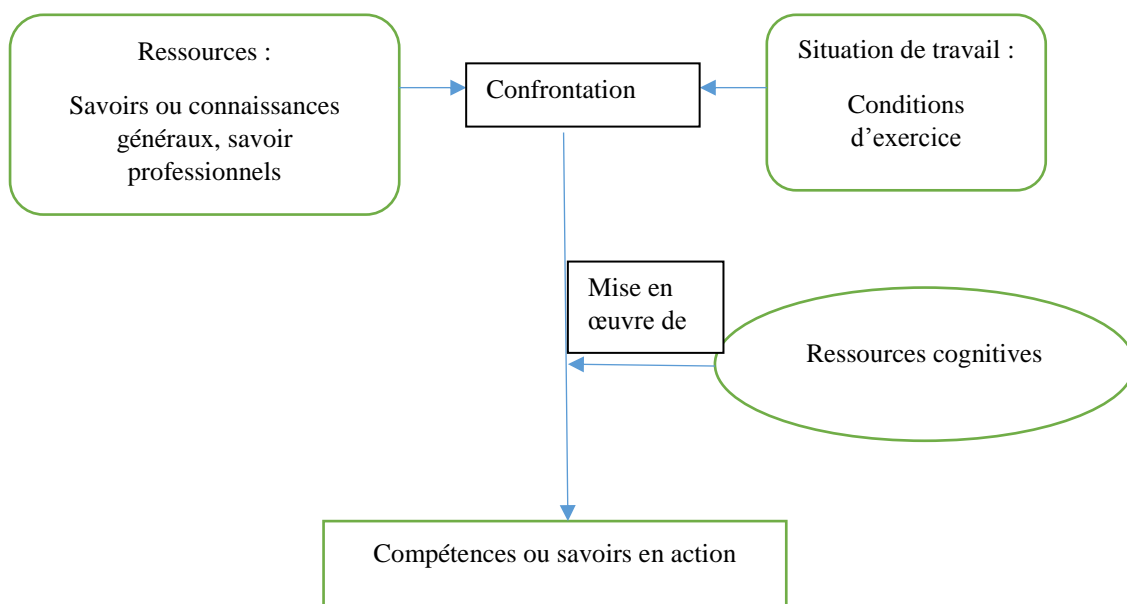 Ressources :
Savoirs ou connaissances
généraux, savoir
professionnels
Confrontation
Situation de travail :
Conditions
d’exercice
Mise en
œuvre de
Ressources cognitives
Compétences ou savoirs en action